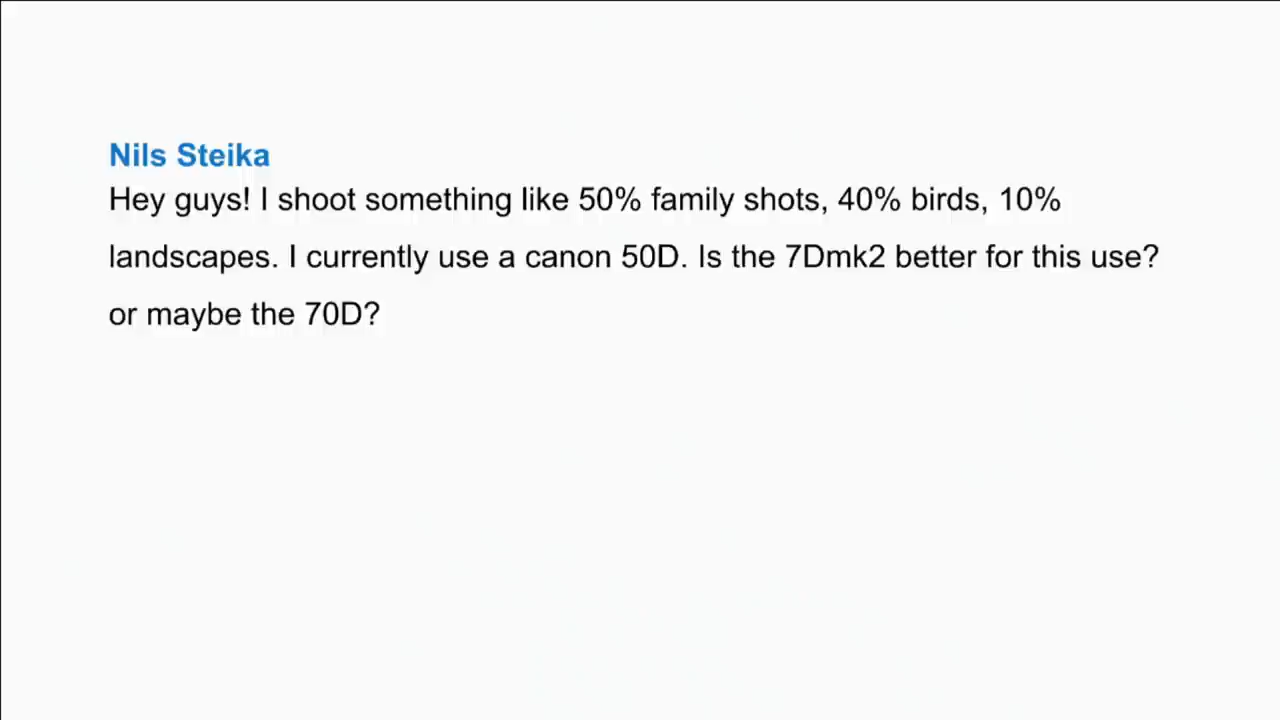 Nils Steika
Hey guys! I shoot something like 50% family shots, 40% birds, 10%
landscapes. I currently use a canon 50D. Is the 7Dmk2 better for this use?
or maybe the 70D?